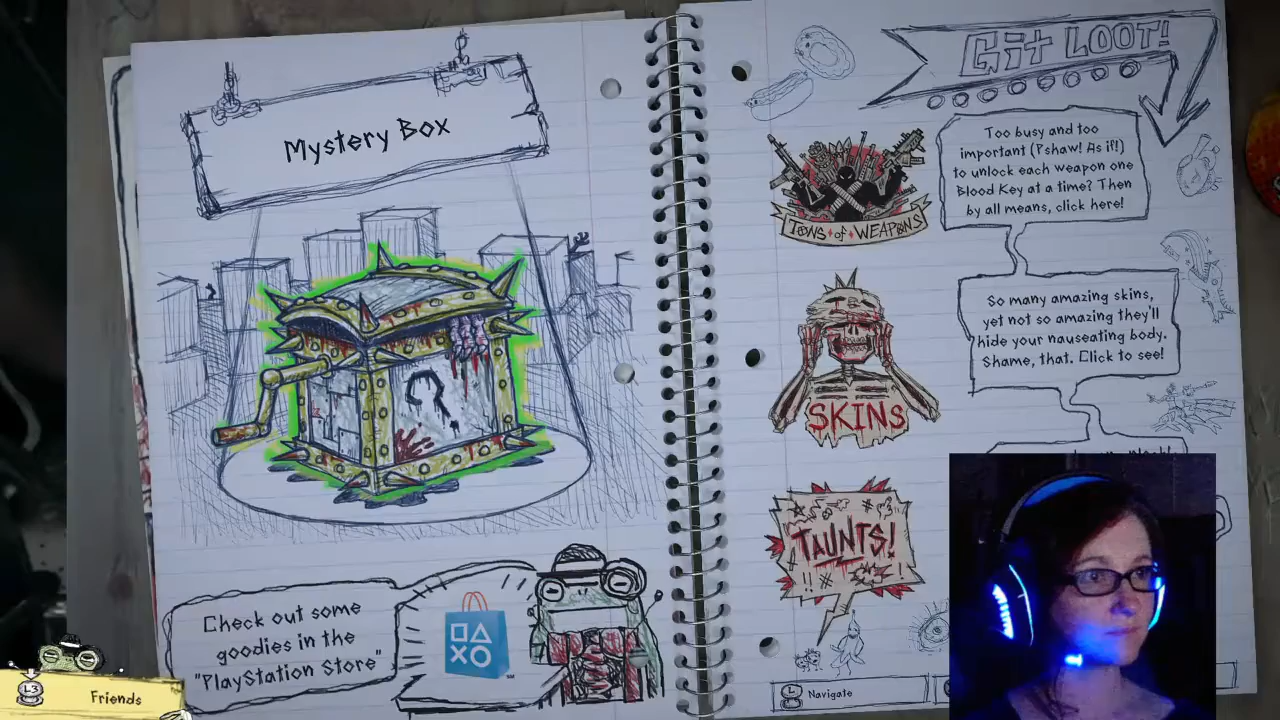 Mystery Box
?
Check out some
goodies in the
"PlayStation Store"
L3
Friends
Git LOOT!
TONS of WEAPONS
Too busy and too
important (Pshaw! As if!)
to unlock each weapon one
Blood Key at a time? Then
by all means, click here!
SKINS
So many amazing skins,
yet not so amazing they'll
hide your nauseating body.
Shame, that. Click to see!
TAUNTS!
L
Navigate